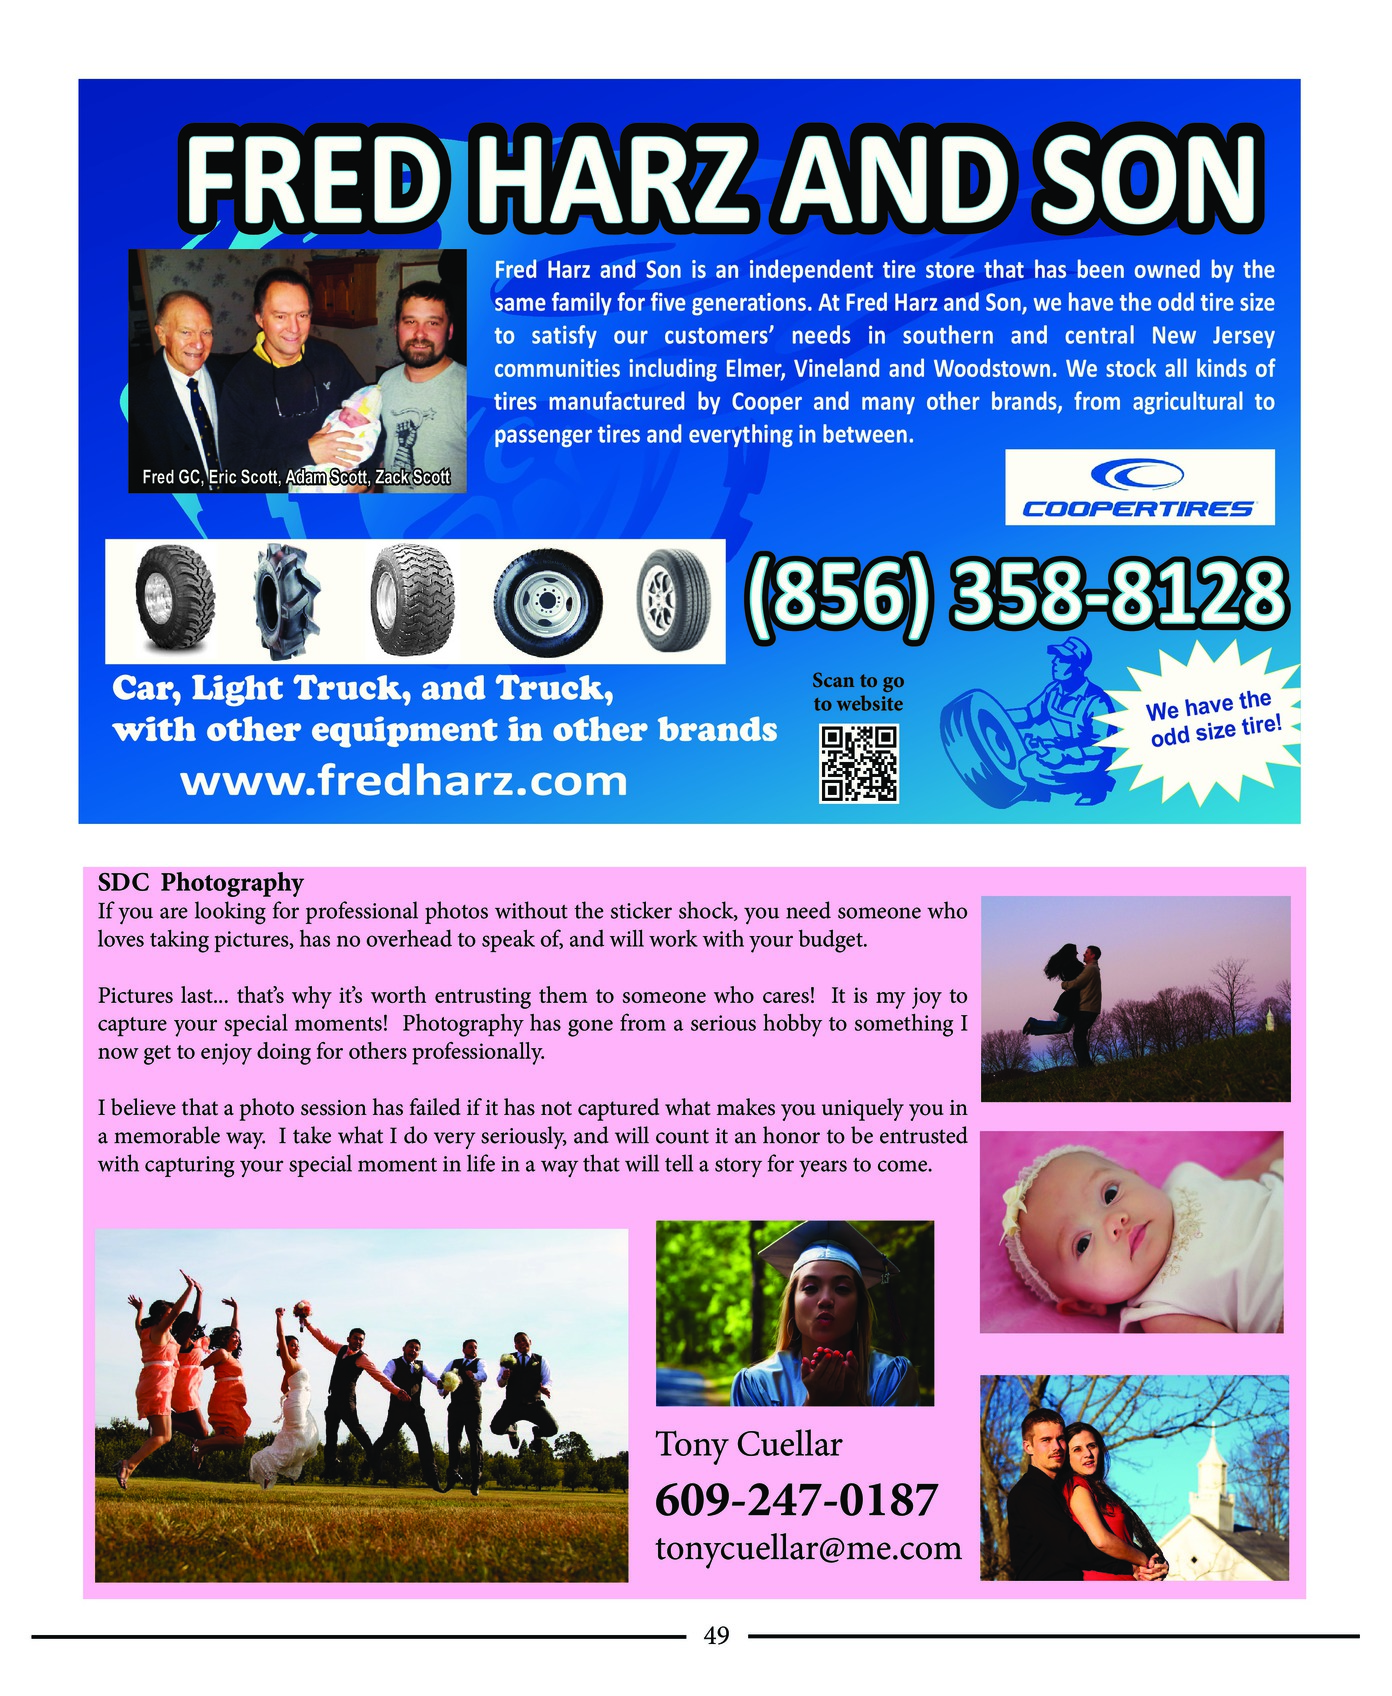 FRED HARZ AND SON
Fred Harz and Son is an independent tire store that has been owned by the
same family for five generations. At Fred Harz and Son, we have the odd tire size
to satisfy our customers’ needs in southern and central New Jersey
communities including Elmer, Vineland and Woodstown. We stock all kinds of
tires manufactured by Cooper and many other brands, from agricultural to
passenger tires and everything in between.
Fred GC, Eric Scott, Adam Scott, Zack Scott
COOPERTIRES
(856) 358-8128
Car, Light Truck, and Truck,
with other equipment in other brands
www.fredharz.com
Scan to go
to website
We have the
odd size tire!
SDC Photography
If you are looking for professional photos without the sticker shock, you need someone who
loves taking pictures, has no overhead to speak of, and will work with your budget.
Pictures last... that’s why it’s worth entrusting them to someone who cares! It is my joy to
capture your special moments! Photography has gone from a serious hobby to something I
now get to enjoy doing for others professionally.
I believe that a photo session has failed if it has not captured what makes you uniquely you in
a memorable way. I take what I do very seriously, and will count it an honor to be entrusted
with capturing your special moment in life in a way that will tell a story for years to come.
Tony Cuellar
609-247-0187
tonycuellar@me.com
49